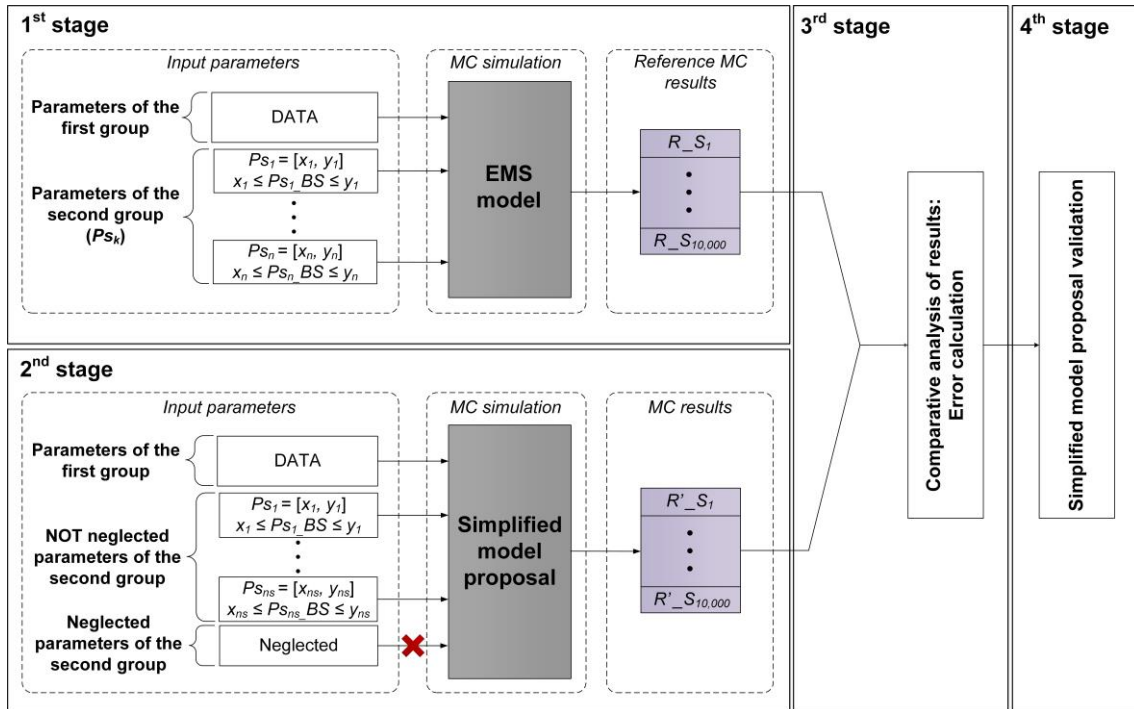 1st stage
Input parameters
Parameters of the
first group
DATA
Parameters of the
second group
(Psk)
Ps1 = [x1, y1]
x1 ≤ Ps1_BS ≤ y1
Psn = [xn, yn]
xn ≤ Psn_BS ≤ yn
MC simulation
EMS
model
Reference MC
results
R_S1
R_S10,000
2nd stage
Input parameters
Parameters of the
first group
DATA
NOT neglected
parameters of the
second group
Ps1 = [x1, y1]
x1 ≤ Ps1_BS ≤ y1
Psns = [xns, yns]
xns ≤ Psns_BS ≤ yns
Neglected
parameters of the
second group
Neglected
MC simulation
Simplified
model
proposal
MC results
R'_S1
R'_S10,000
3rd stage
Comparative analysis of results:
Error calculation
4th stage
Simplified model proposal validation